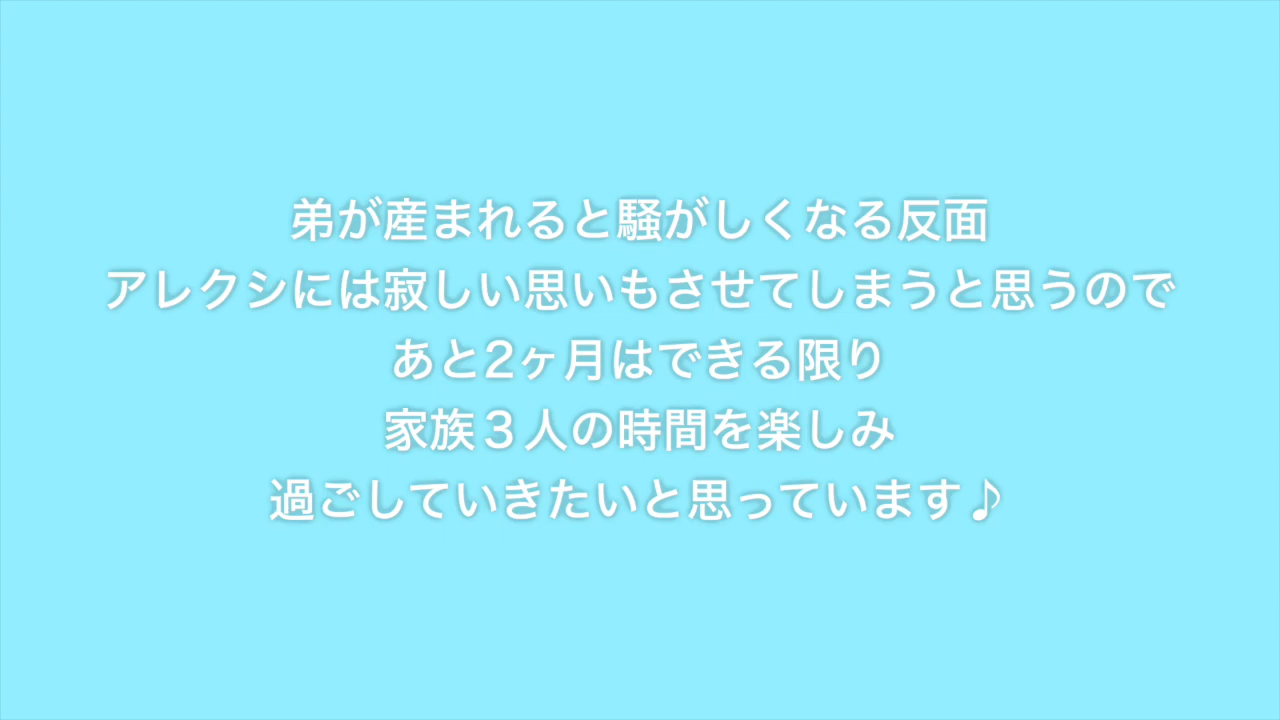 弟が産まれると騒がしくなる反面
アレクシには寂しい思いもさせてしまうと思うので
あと2ヶ月はできる限り
家族３人の時間を楽しみ
過ごしていきたいと思っています♪